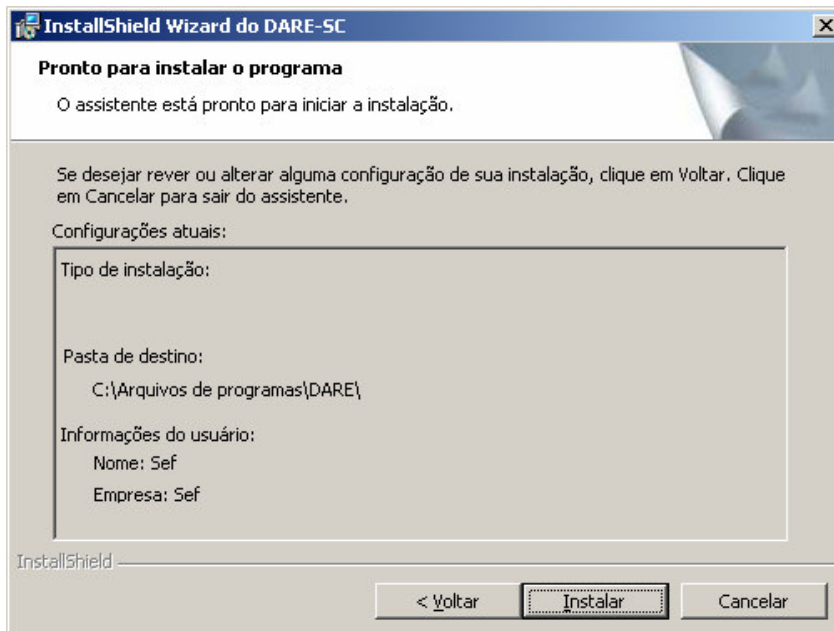 InstallShield Wizard do DARE-SC
Pronto para instalar o programa
O assistente está pronto para iniciar a instalação.
Se desejar rever ou alterar alguma configuração de sua instalação, clique em Voltar. Clique
em Cancelar para sair do assistente.
Configurações atuais:
Tipo de instalação:
Pasta de destino:
C:\Arquivos de programas\DARE\
Informações do usuário:
Nome: Sef
Empresa: Sef
InstallShield
< Voltar
Instalar
Cancelar